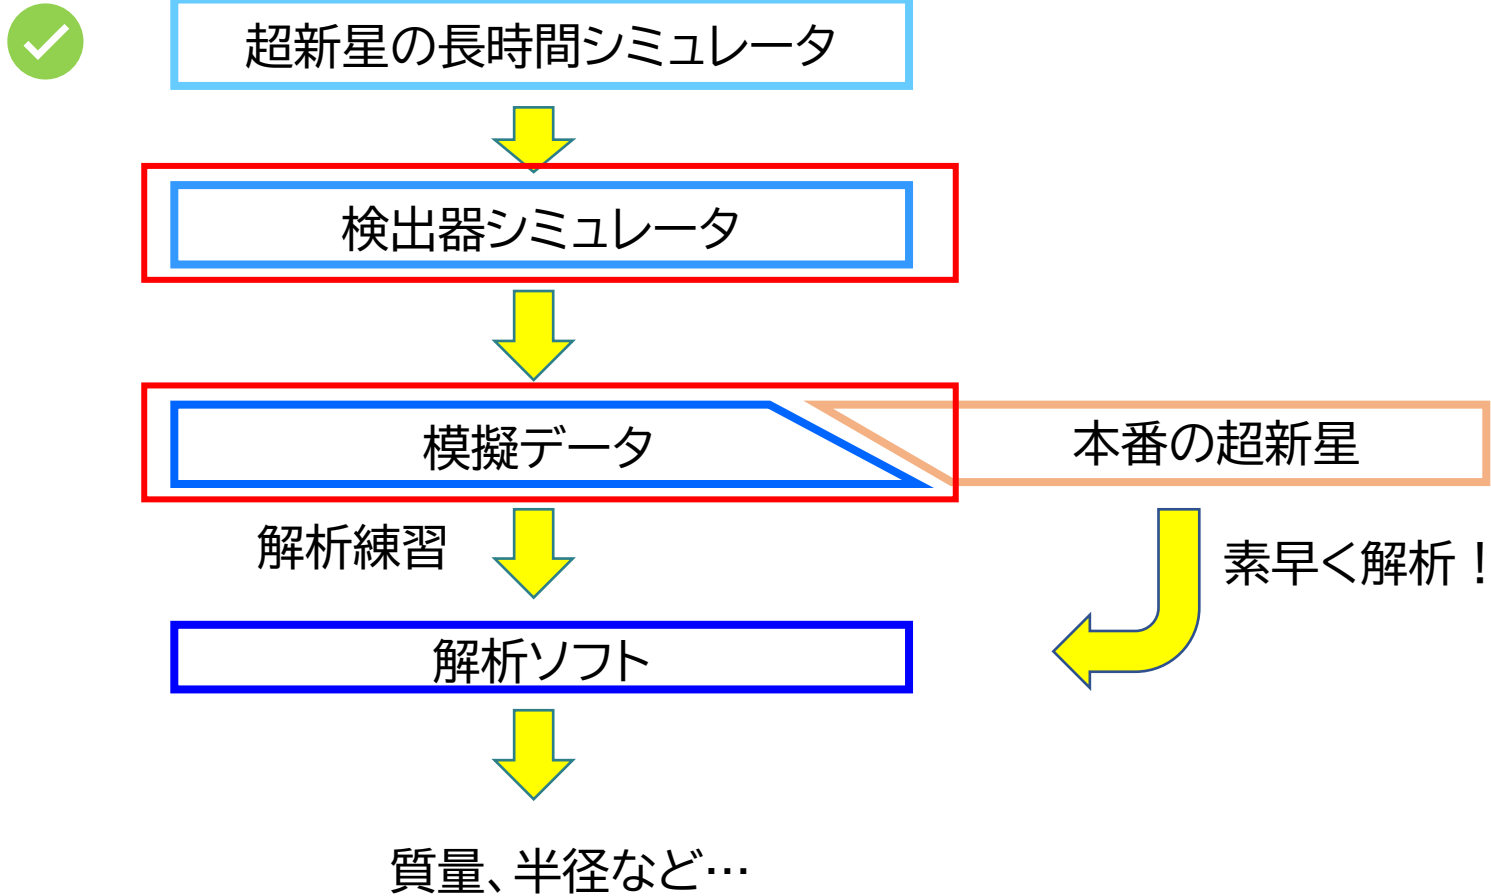 超新星の長時間シミュレータ
検出器シミュレータ
模擬データ
本番の超新星
解析練習
素早く解析！
解析ソフト
質量、半径など…